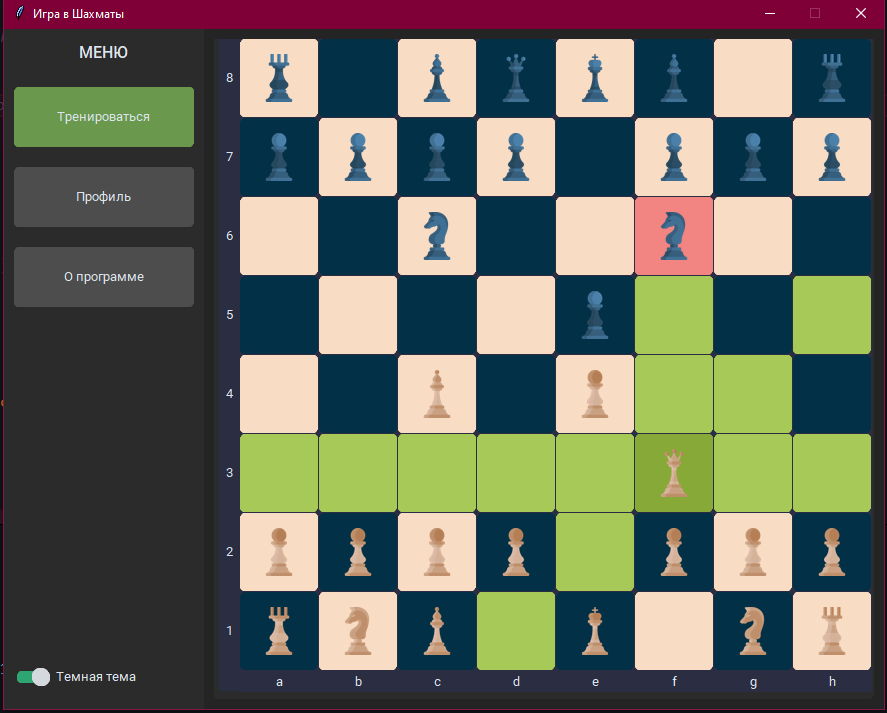 Игра в Шахматы
МЕНЮ
Тренироваться
Профиль
О программе
Темная тема
8
7
6
5
4
3
2
1
a b c d e f g h